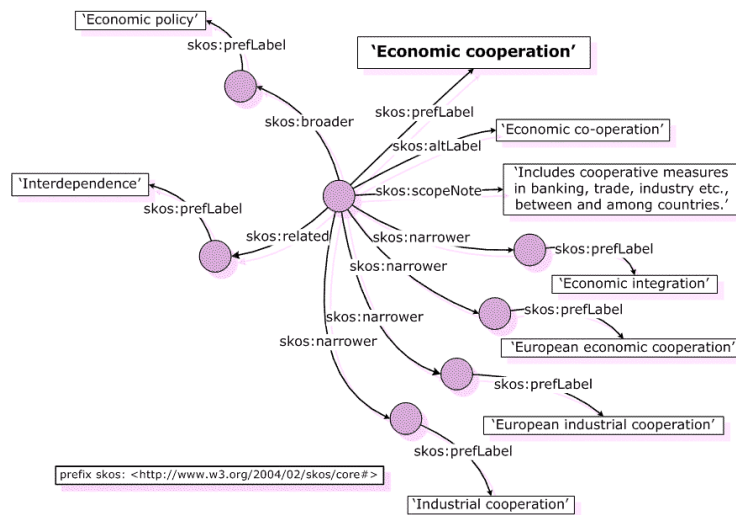 ‘Economic policy’
skos:prefLabel
‘Economic cooperation’
skos:broader
skos:prefLabel
skos:altLabel
‘Economic co-operation’
‘Interdependence’
skos:scopeNote
‘Includes cooperative measures
in banking, trade, industry etc.,
between and among countries.’
skos:prefLabel
skos:related
skos:narrower
skos:prefLabel
‘Economic integration’
skos:narrower
skos:prefLabel
‘European economic cooperation’
skos:narrower
skos:prefLabel
‘European industrial cooperation’
skos:narrower
skos:prefLabel
‘Industrial cooperation’
prefix skos: <http://www.w3.org/2004/02/skos/core#>